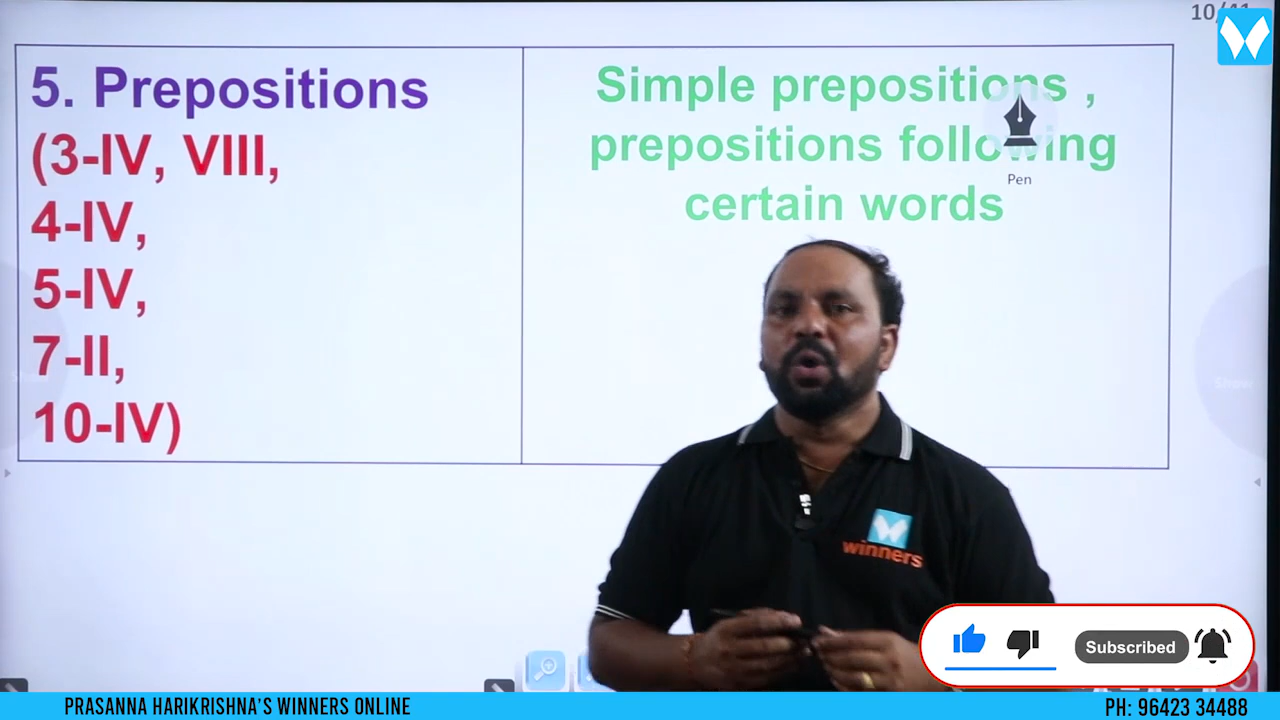 10/41
5. Prepositions
(3-IV, VIII,
4-IV,
5-IV,
7-II,
10-IV)
Simple prepositions ,
prepositions following
certain words
Pen
winners
Subscribed
PRASANNA HARIKRISHNA'S WINNERS ONLINE
PH: 96423 34488